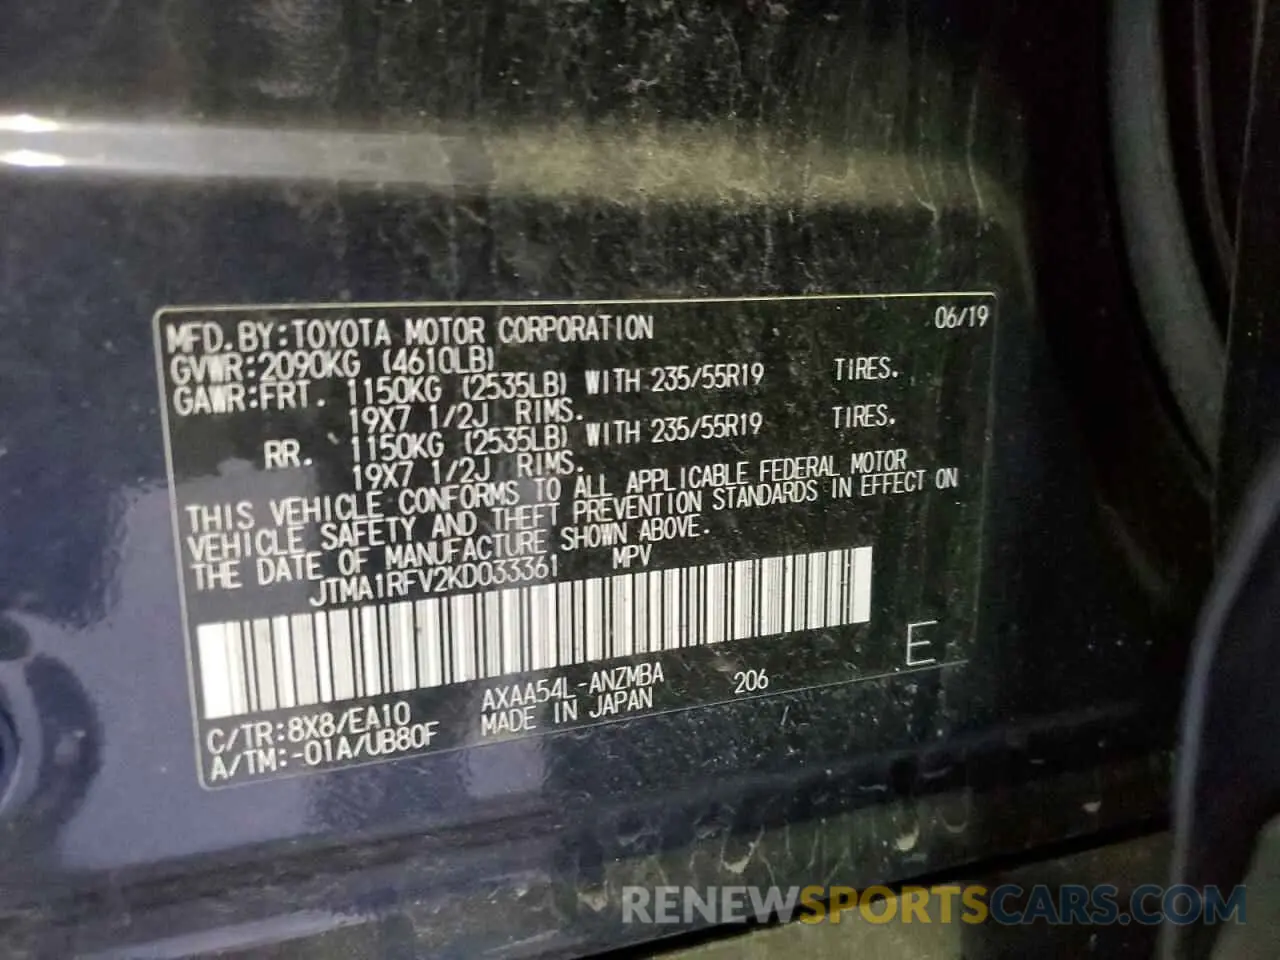 MFD.BY:TOYOTA MOTOR CORPORATION 06/19
GVWR:2090KG (4610LB)
GAWR:FRT. 1150KG (2535LB) WITH 235/55R19 TIRES.
19X7 1/2J RIMS.
RR. 1150KG (2535LB) WITH 235/55R19 TIRES.
19X7 1/2J RIMS.
THIS VEHICLE CONFORMS TO ALL APPLICABLE FEDERAL MOTOR
VEHICLE SAFETY AND THEFT PREVENTION STANDARDS IN EFFECT ON
THE DATE OF MANUFACTURE SHOWN ABOVE.
JTMA1RFV2KD033361 MPV
E
C/TR:8X8/EA10 AXAA54L-ANZMBA 206
A/TM:-01A/UB80F MADE IN JAPAN
RENEWSPORTSCARS.COM